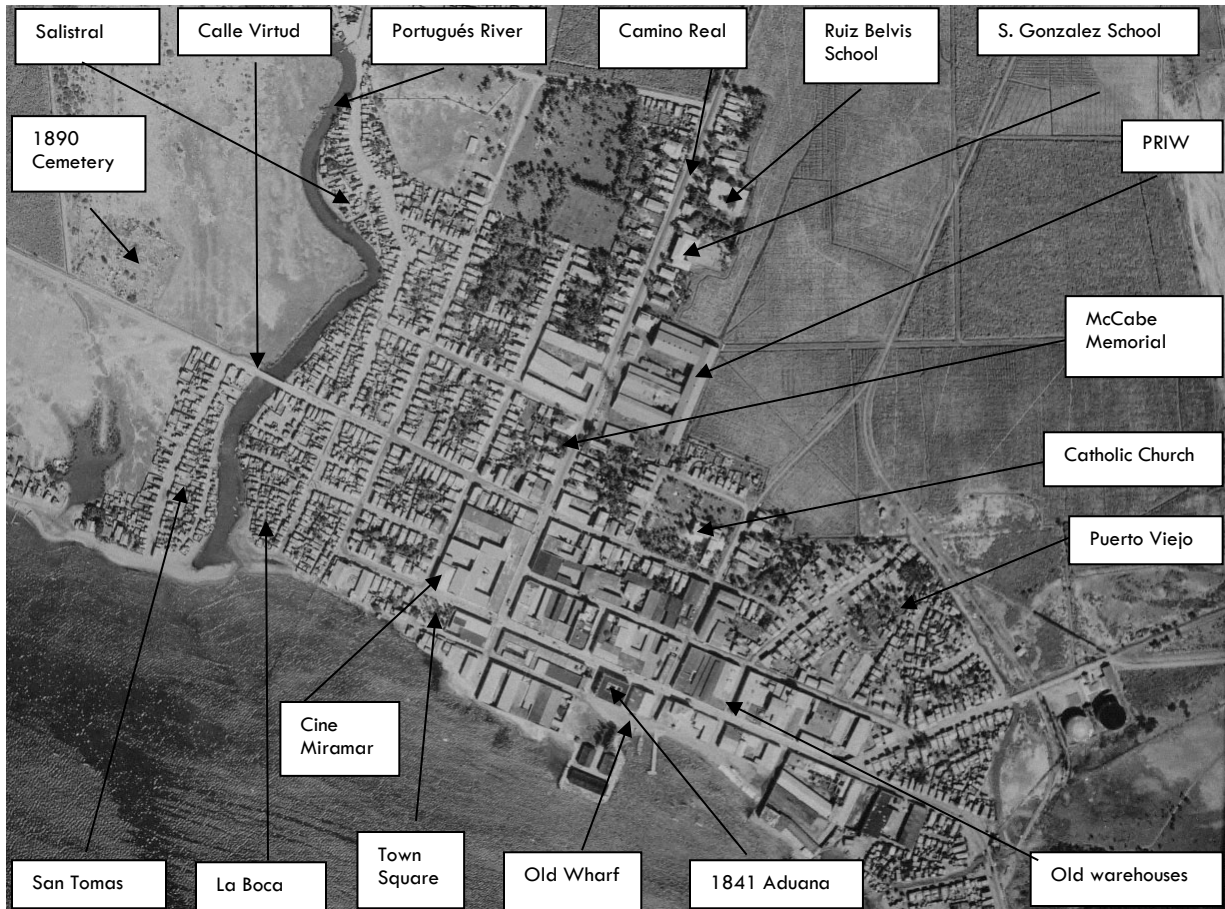 Salistral
Calle Virtud
Portugués River
Camino Real
Ruiz Belvis
School
S. Gonzalez School
1890
Cemetery
PRIW
McCabe
Memorial
Catholic Church
Puerto Viejo
Cine
Miramar
San Tomas
La Boca
Town
Square
Old Wharf
1841 Aduana
Old warehouses